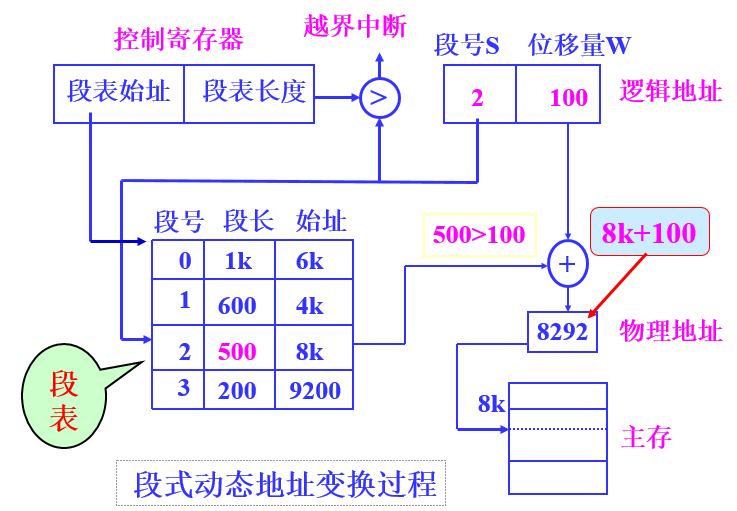 控制寄存器
越界中断
段号S 位移量W
段表始址 段表长度
>
2 100
逻辑地址
段号 段长 始址
500>100
8k+100
0 1k 6k
+
1 600 4k
8292
物理地址
2 500 8k
3 200 9200
段
表
8k
主存
段式动态地址变换过程